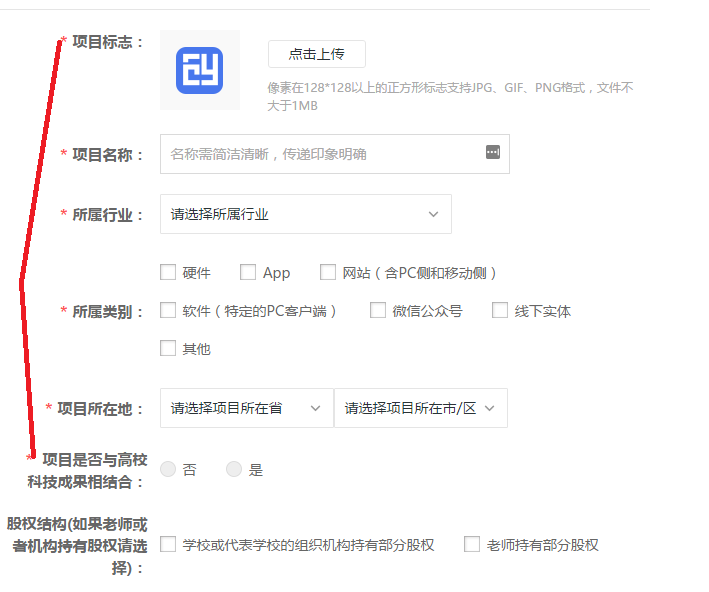 * 项目标志：
点击上传
像素在128*128以上的正方形标志支持JPG、GIF、PNG格式，文件不
大于1MB
* 项目名称：
名称需简洁清晰，传递印象明确
* 所属行业：
请选择所属行业
* 所属类别：
硬件 App 网站（含PC侧和移动侧）
软件（特定的PC客户端） 微信公众号 线下实体
其他
* 项目所在地：
请选择项目所在省 请选择项目所在市/区
* 项目是否与高校
科技成果相结合：
否 是
股权结构(如果老师或
者机构持有股权请选
择)：
学校或代表学校的组织机构持有部分股权 老师持有部分股权